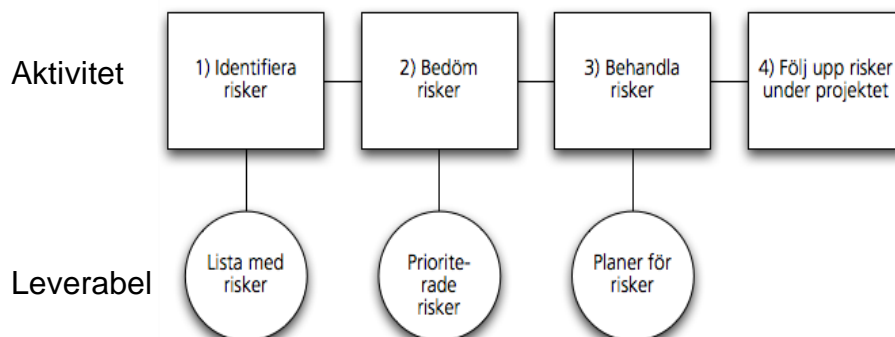 Aktivitet
1) Identifiera
risker
2) Bedöm
risker
3) Behandla
risker
4) Följ upp risker
under projektet
Leverabel
Lista med
risker
Priorite-
rade
risker
Planer för
risker